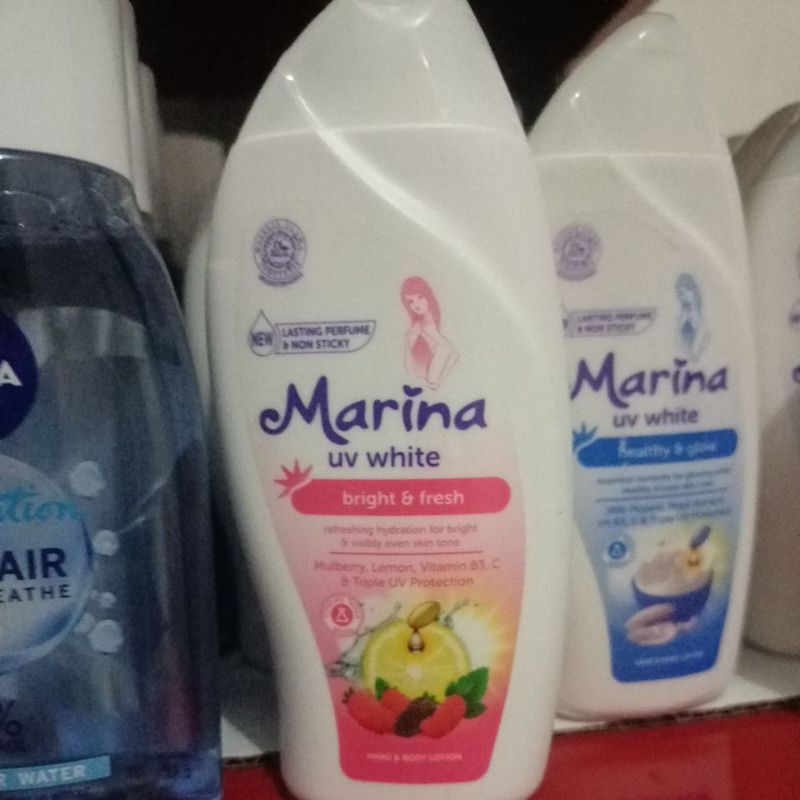 NEW
LASTING PERFUME
& NON STICKY
Marina
uv white
bright & fresh
refreshing hydration for bright
& visibly even skin tone
Mulberry, Lemon, Vitamin B3, C
& Triple UV Protection
HAND & BODY LOTION
LASTING PERFUME
& NON STICKY
Marina
uv white
healthy & glow
A
AIR
EATHE
%
R WATER